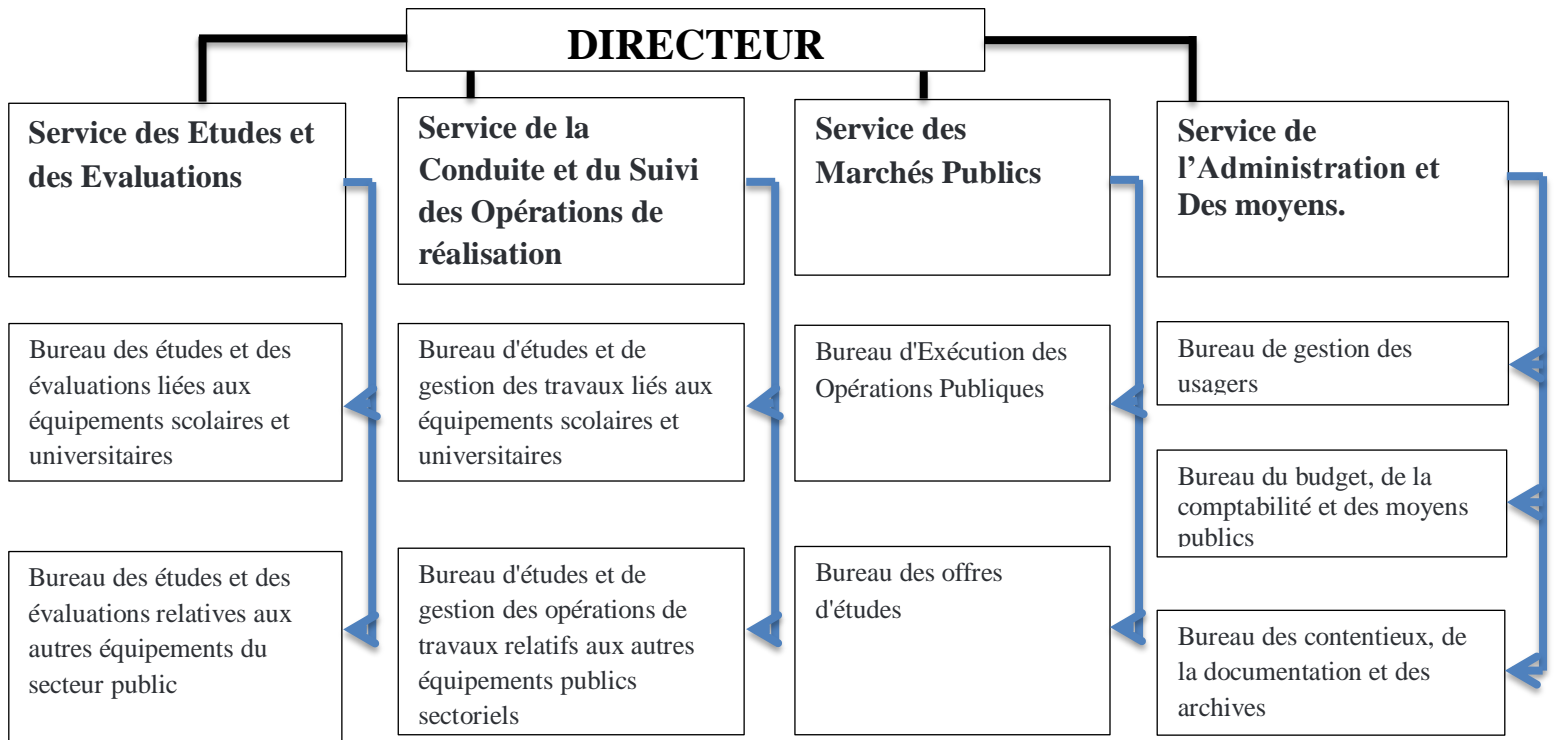 DIRECTEUR
Service des Etudes et
des Evaluations
Service de la
Conduite et du Suivi
des Opérations de
réalisation
Service des
Marchés Publics
Service de
l’Administration et
Des moyens.
Bureau des études et des
évaluations liées aux
équipements scolaires et
universitaires
Bureau d'études et de
gestion des travaux liés aux
équipements scolaires et
universitaires
Bureau d'Exécution des
Opérations Publiques
Bureau de gestion des
usagers
Bureau du budget, de la
comptabilité et des moyens
publics
Bureau des études et des
évaluations relatives aux
autres équipements du
secteur public
Bureau d'études et de
gestion des opérations de
travaux relatifs aux autres
équipements publics
sectoriels
Bureau des offres
d'études
Bureau des contentieux, de
la documentation et des
archives